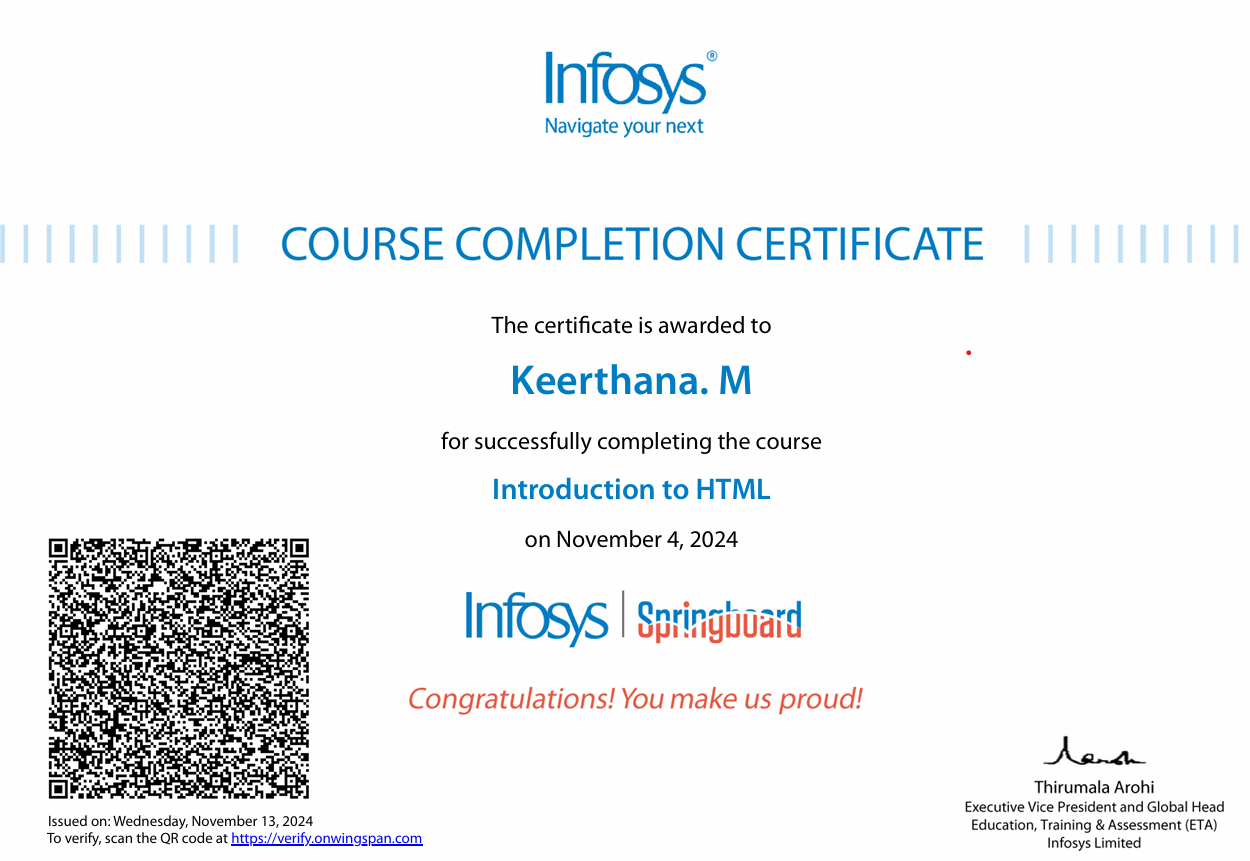 Infosys®
Navigate your next
COURSE COMPLETION CERTIFICATE
The certificate is awarded to
Keerthana. M
for successfully completing the course
Introduction to HTML
on November 4, 2024
Infosys | Springboard
Congratulations! You make us proud!
Issued on: Wednesday, November 13, 2024
To verify, scan the QR code at https://verify.onwingspan.com
Thirumala Arohi
Executive Vice President and Global Head
Education, Training & Assessment (ETA)
Infosys Limited